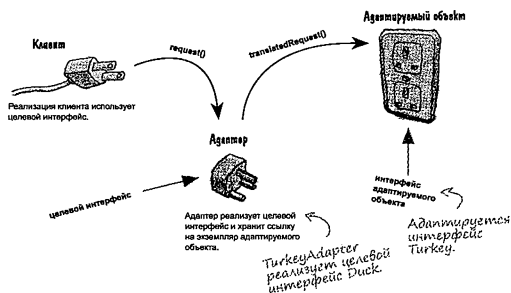 Адаптируемый объект
Клиент
request()
translatedRequest()
Реализация клиента использует
целевой интерфейс.
Адаптер
целевой интерфейс
интерфейс
адаптируемого
объекта
Адаптер реализует целевой
интерфейс и хранит ссылку
на экземпляр адаптируемого
объекта.
TurkeyAdapter
реализует целевой
интерфейс Duck.
Адаптируется
интерфейс
Turkey.